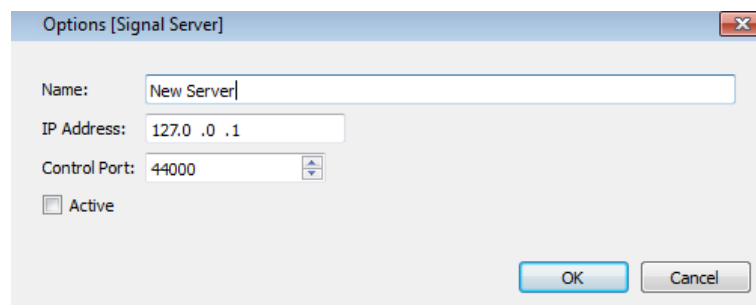 Options [Signal Server]
Name: New Server
IP Address: 127.0 .0 .1
Control Port: 44000
Active
OK Cancel